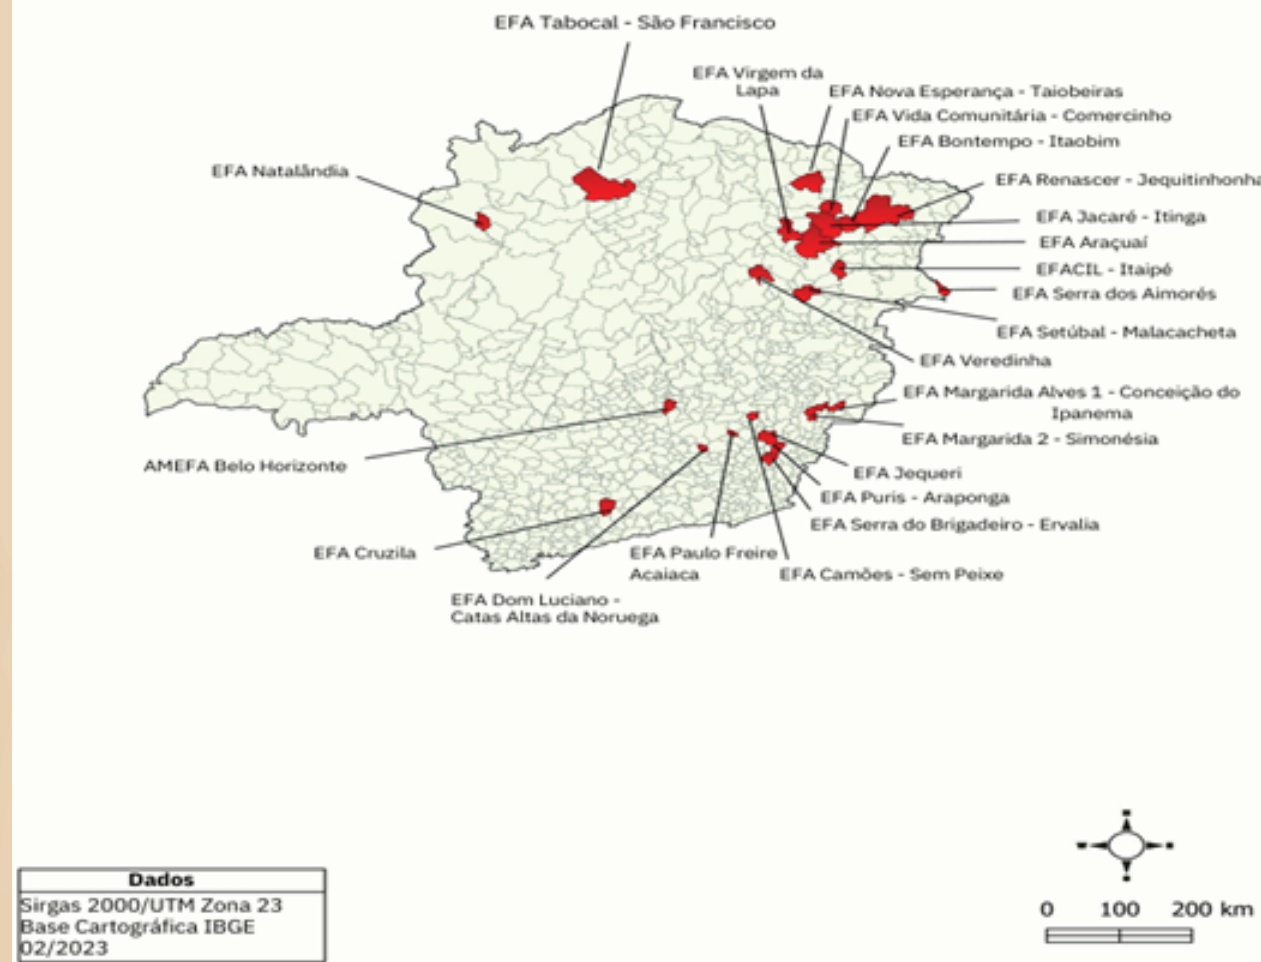 EFA Tabocal - São Francisco
EFA Virgem da
Lapa
EFA Nova Esperança - Taiobeiras
EFA Vida Comunitária - Comercinho
EFA Bontempo - Itaobim
EFA Natalândia
EFA Renascer - Jequitinhonha
EFA Jacaré - Itinga
EFA Araçuaí
EFACIL - Itaipé
EFA Serra dos Aimorés
EFA Setúbal - Malacacheta
EFA Veredinha
EFA Margarida Alves 1 - Conceição do
Ipanema
EFA Margarida 2 - Simonésia
AMEFA Belo Horizonte
EFA Jequeri
EFA Puris - Araponga
EFA Serra do Brigadeiro - Ervalia
EFA Cruzila
EFA Paulo Freire
Acaiaca
EFA Camões - Sem Peixe
EFA Dom Luciano -
Catas Altas da Noruega
Dados
Sirgas 2000/UTM Zona 23
Base Cartográfica IBGE
02/2023
0 100 200 km